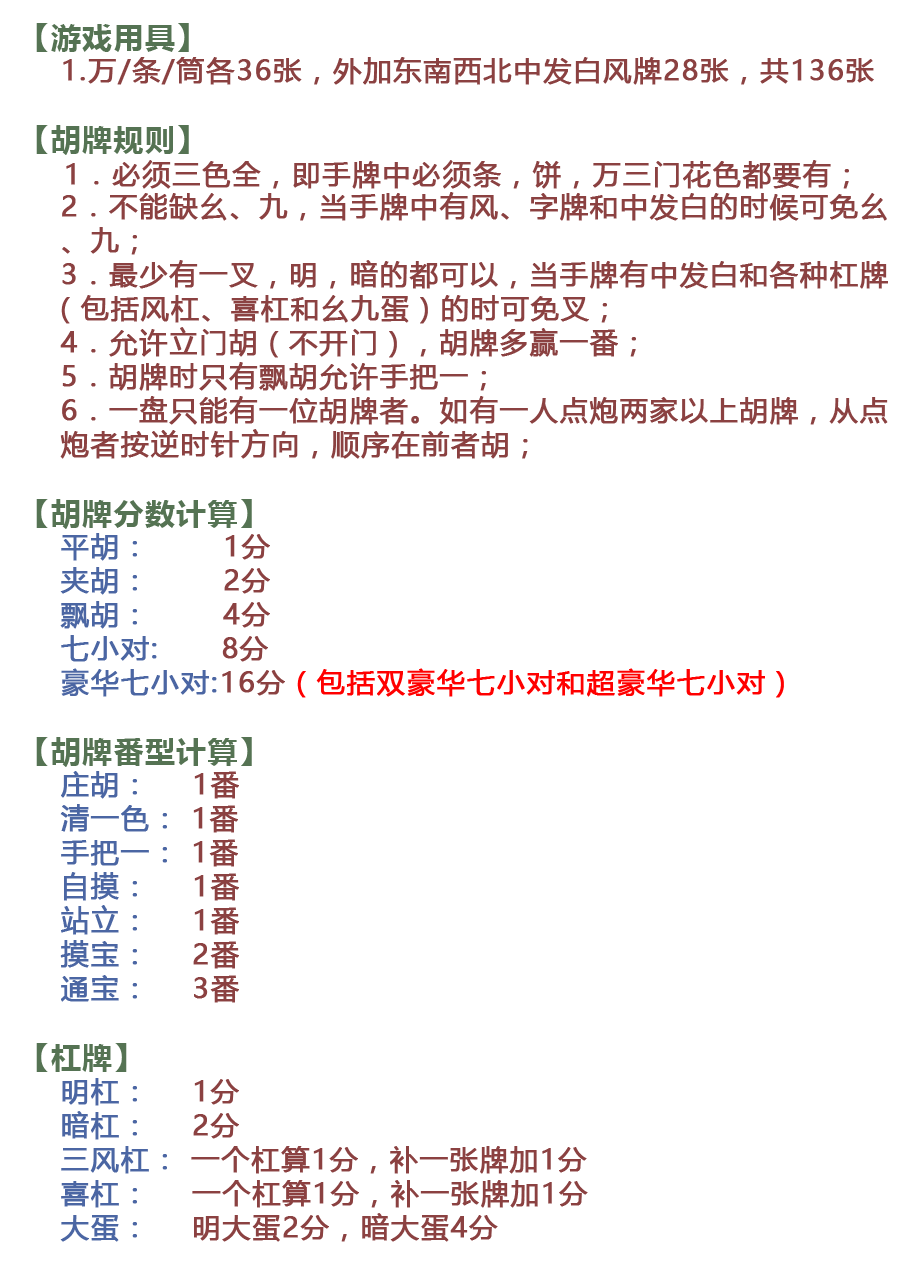 【游戏用具】
1.万/条/筒各36张，外加东南西北中发白风牌28张，共136张
【胡牌规则】
1．必须三色全，即手牌中必须条，饼，万三门花色都要有；
2．不能缺幺、九，当手牌中有风、字牌和中发白的时候可免幺
、九；
3．最少有一叉，明，暗的都可以，当手牌有中发白和各种杠牌
（包括风杠、喜杠和幺九蛋）的时可免叉；
4．允许立门胡（不开门），胡牌多赢一番；
5．胡牌时只有飘胡允许手把一；
6．一盘只能有一位胡牌者。如有一人点炮两家以上胡牌，从点
炮者按逆时针方向，顺序在前者胡；
【胡牌分数计算】
平胡： 1分
夹胡： 2分
飘胡： 4分
七小对: 8分
豪华七小对:16分（包括双豪华七小对和超豪华七小对）
【胡牌番型计算】
庄胡： 1番
清一色： 1番
手把一： 1番
自摸： 1番
站立： 1番
摸宝： 2番
通宝： 3番
【杠牌】
明杠： 1分
暗杠： 2分
三风杠： 一个杠算1分，补一张牌加1分
喜杠： 一个杠算1分，补一张牌加1分
大蛋： 明大蛋2分，暗大蛋4分